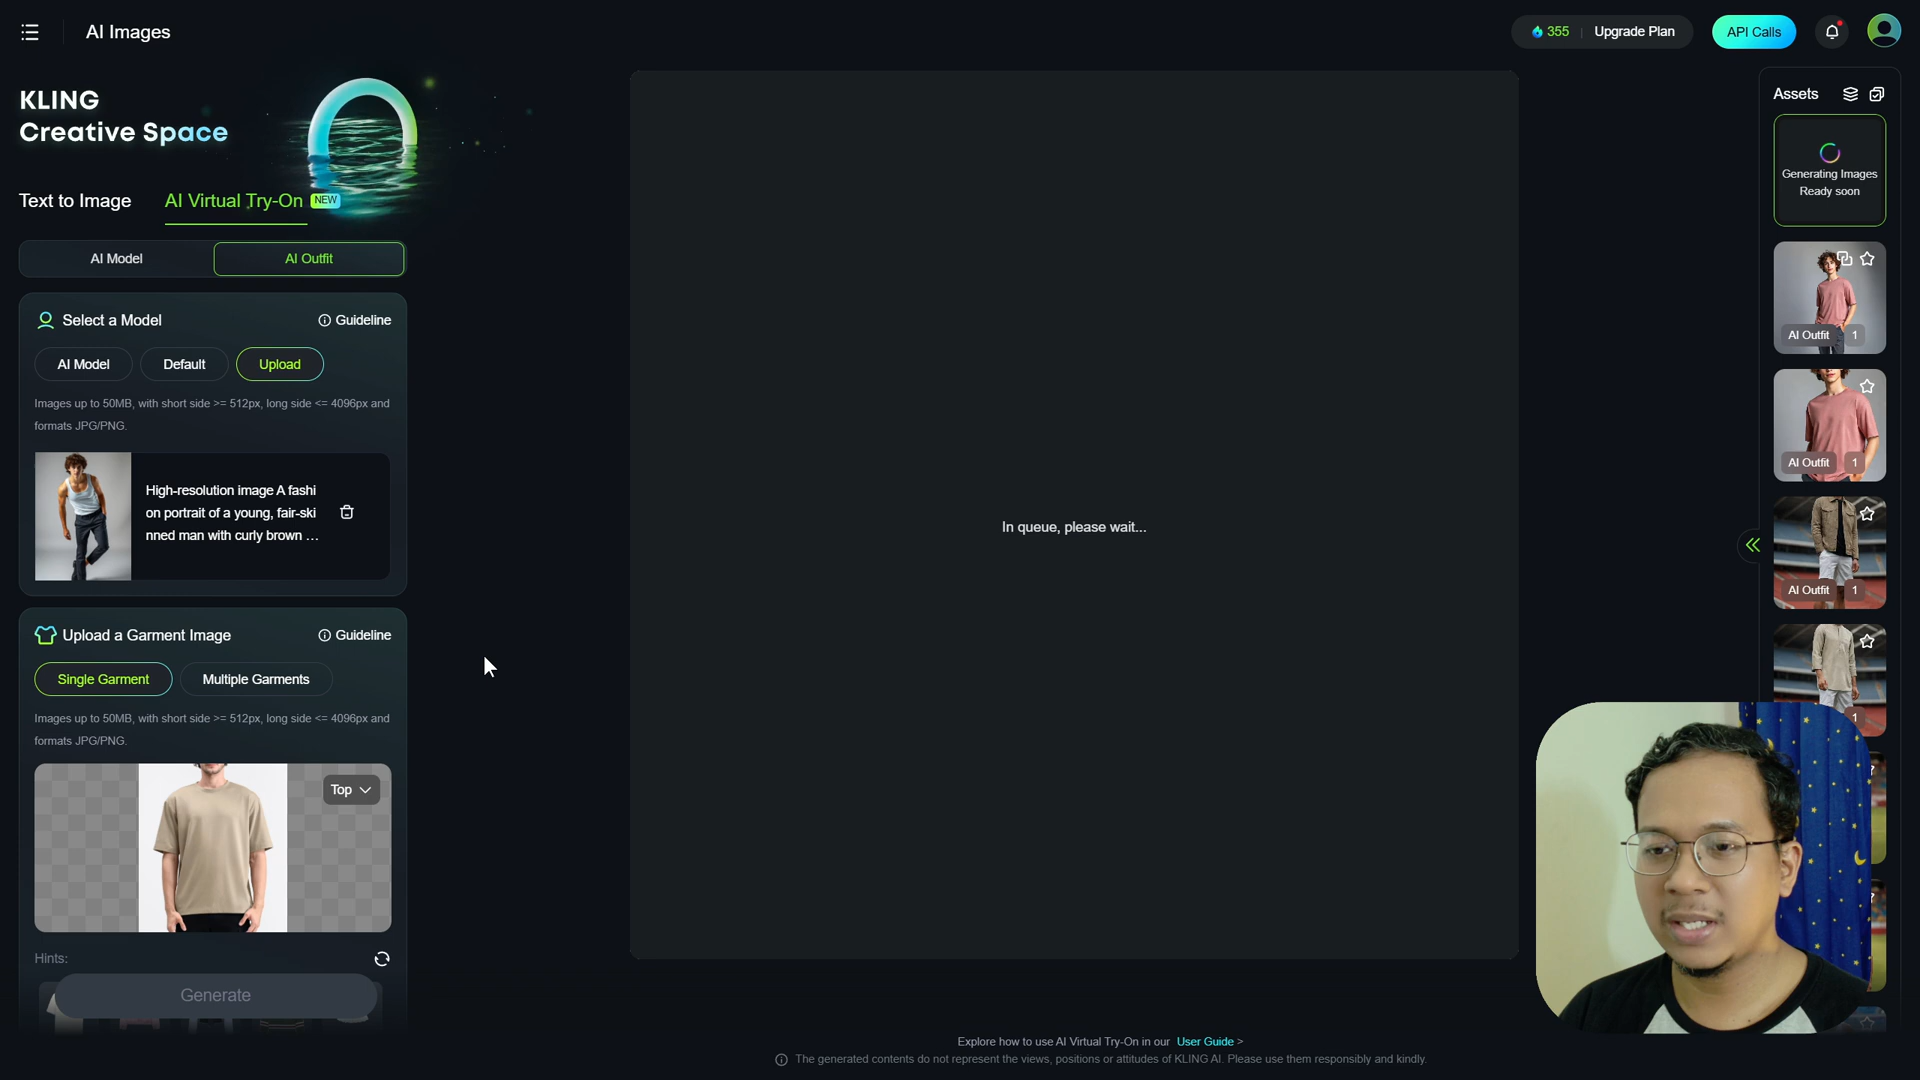 AI Images
355
Upgrade Plan
API Calls
KLING
Creative Space
Text to Image
AI Virtual Try-On
NEW
AI Model
AI Outfit
Select a Model
Guideline
AI Model
Default
Upload
Images up to 50MB, with short side >= 512px, long side <= 4096px and
formats JPG/PNG.
High-resolution image A fashi
on portrait of a young, fair-ski
nned man with curly brown ...
Upload a Garment Image
Guideline
Single Garment
Multiple Garments
Images up to 50MB, with short side >= 512px, long side <= 4096px and
formats JPG/PNG.
Top
Hints:
Generate
In queue, please wait...
Explore how to use AI Virtual Try-On in our User Guide >
The generated contents do not represent the views, positions or attitudes of KLING AI. Please use them responsibly and kindly.
Assets
Generating Images
Ready soon
AI Outfit 1
AI Outfit 1
AI Outfit 1
1